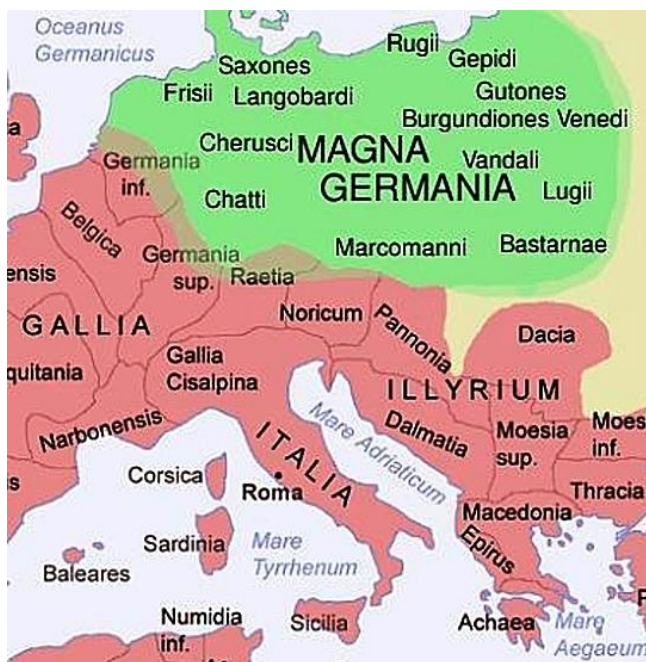 Oceanus
Germanicus
Rugii
Gepidi
Saxones
Frisii
Langobardi
Gutones
Burgundiones Venedi
Cherusci
MAGNA
GERMANIA
Vandali
Lugii
Chatti
Germania
inf.
Belgica
Marcomanni
Bastarnae
Germania
sup.
Raetia
ensis
GALLIA
Noricum
Pannonia
Dacia
quitania
Gallia
Cisalpina
ILLYRIUM
Narbonensis
Mare Adriaticum
Dalmatia
Moesia
sup.
Moes
inf.
ITALIA
Corsica
Roma
Thracia
Macedonia
Epirus
Sardinia
Mare
Tyrrhenum
Baleares
Numidia
inf.
Sicilia
Achaea
Mare
Aegaeum